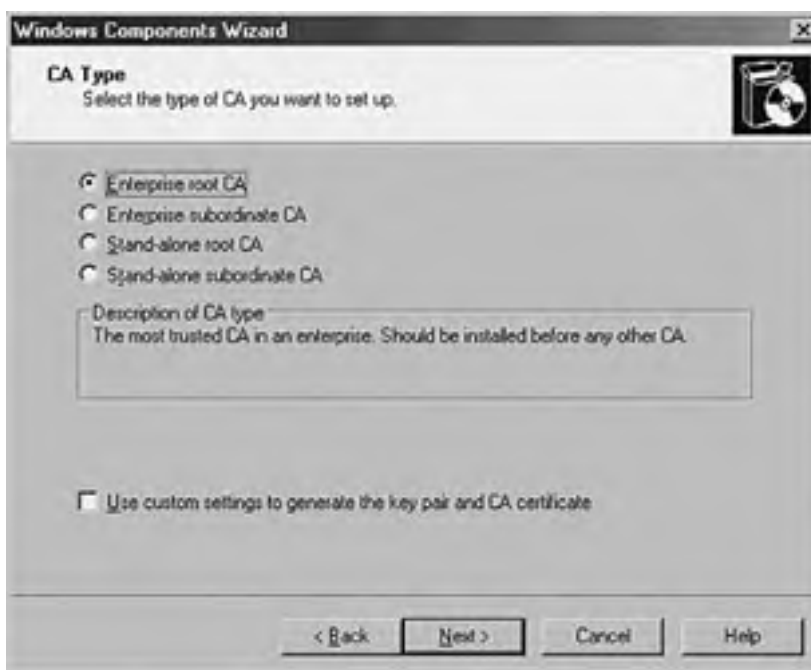 Windows Components Wizard
CA Type
Select the type of CA you want to set up.
Enterprise root CA
Enterprise subordinate CA
Stand-alone root CA
Stand-alone subordinate CA
Description of CA type
The most trusted CA in an enterprise. Should be installed before any other CA.
Use custom settings to generate the key pair and CA certificate
< Back
Next >
Cancel
Help